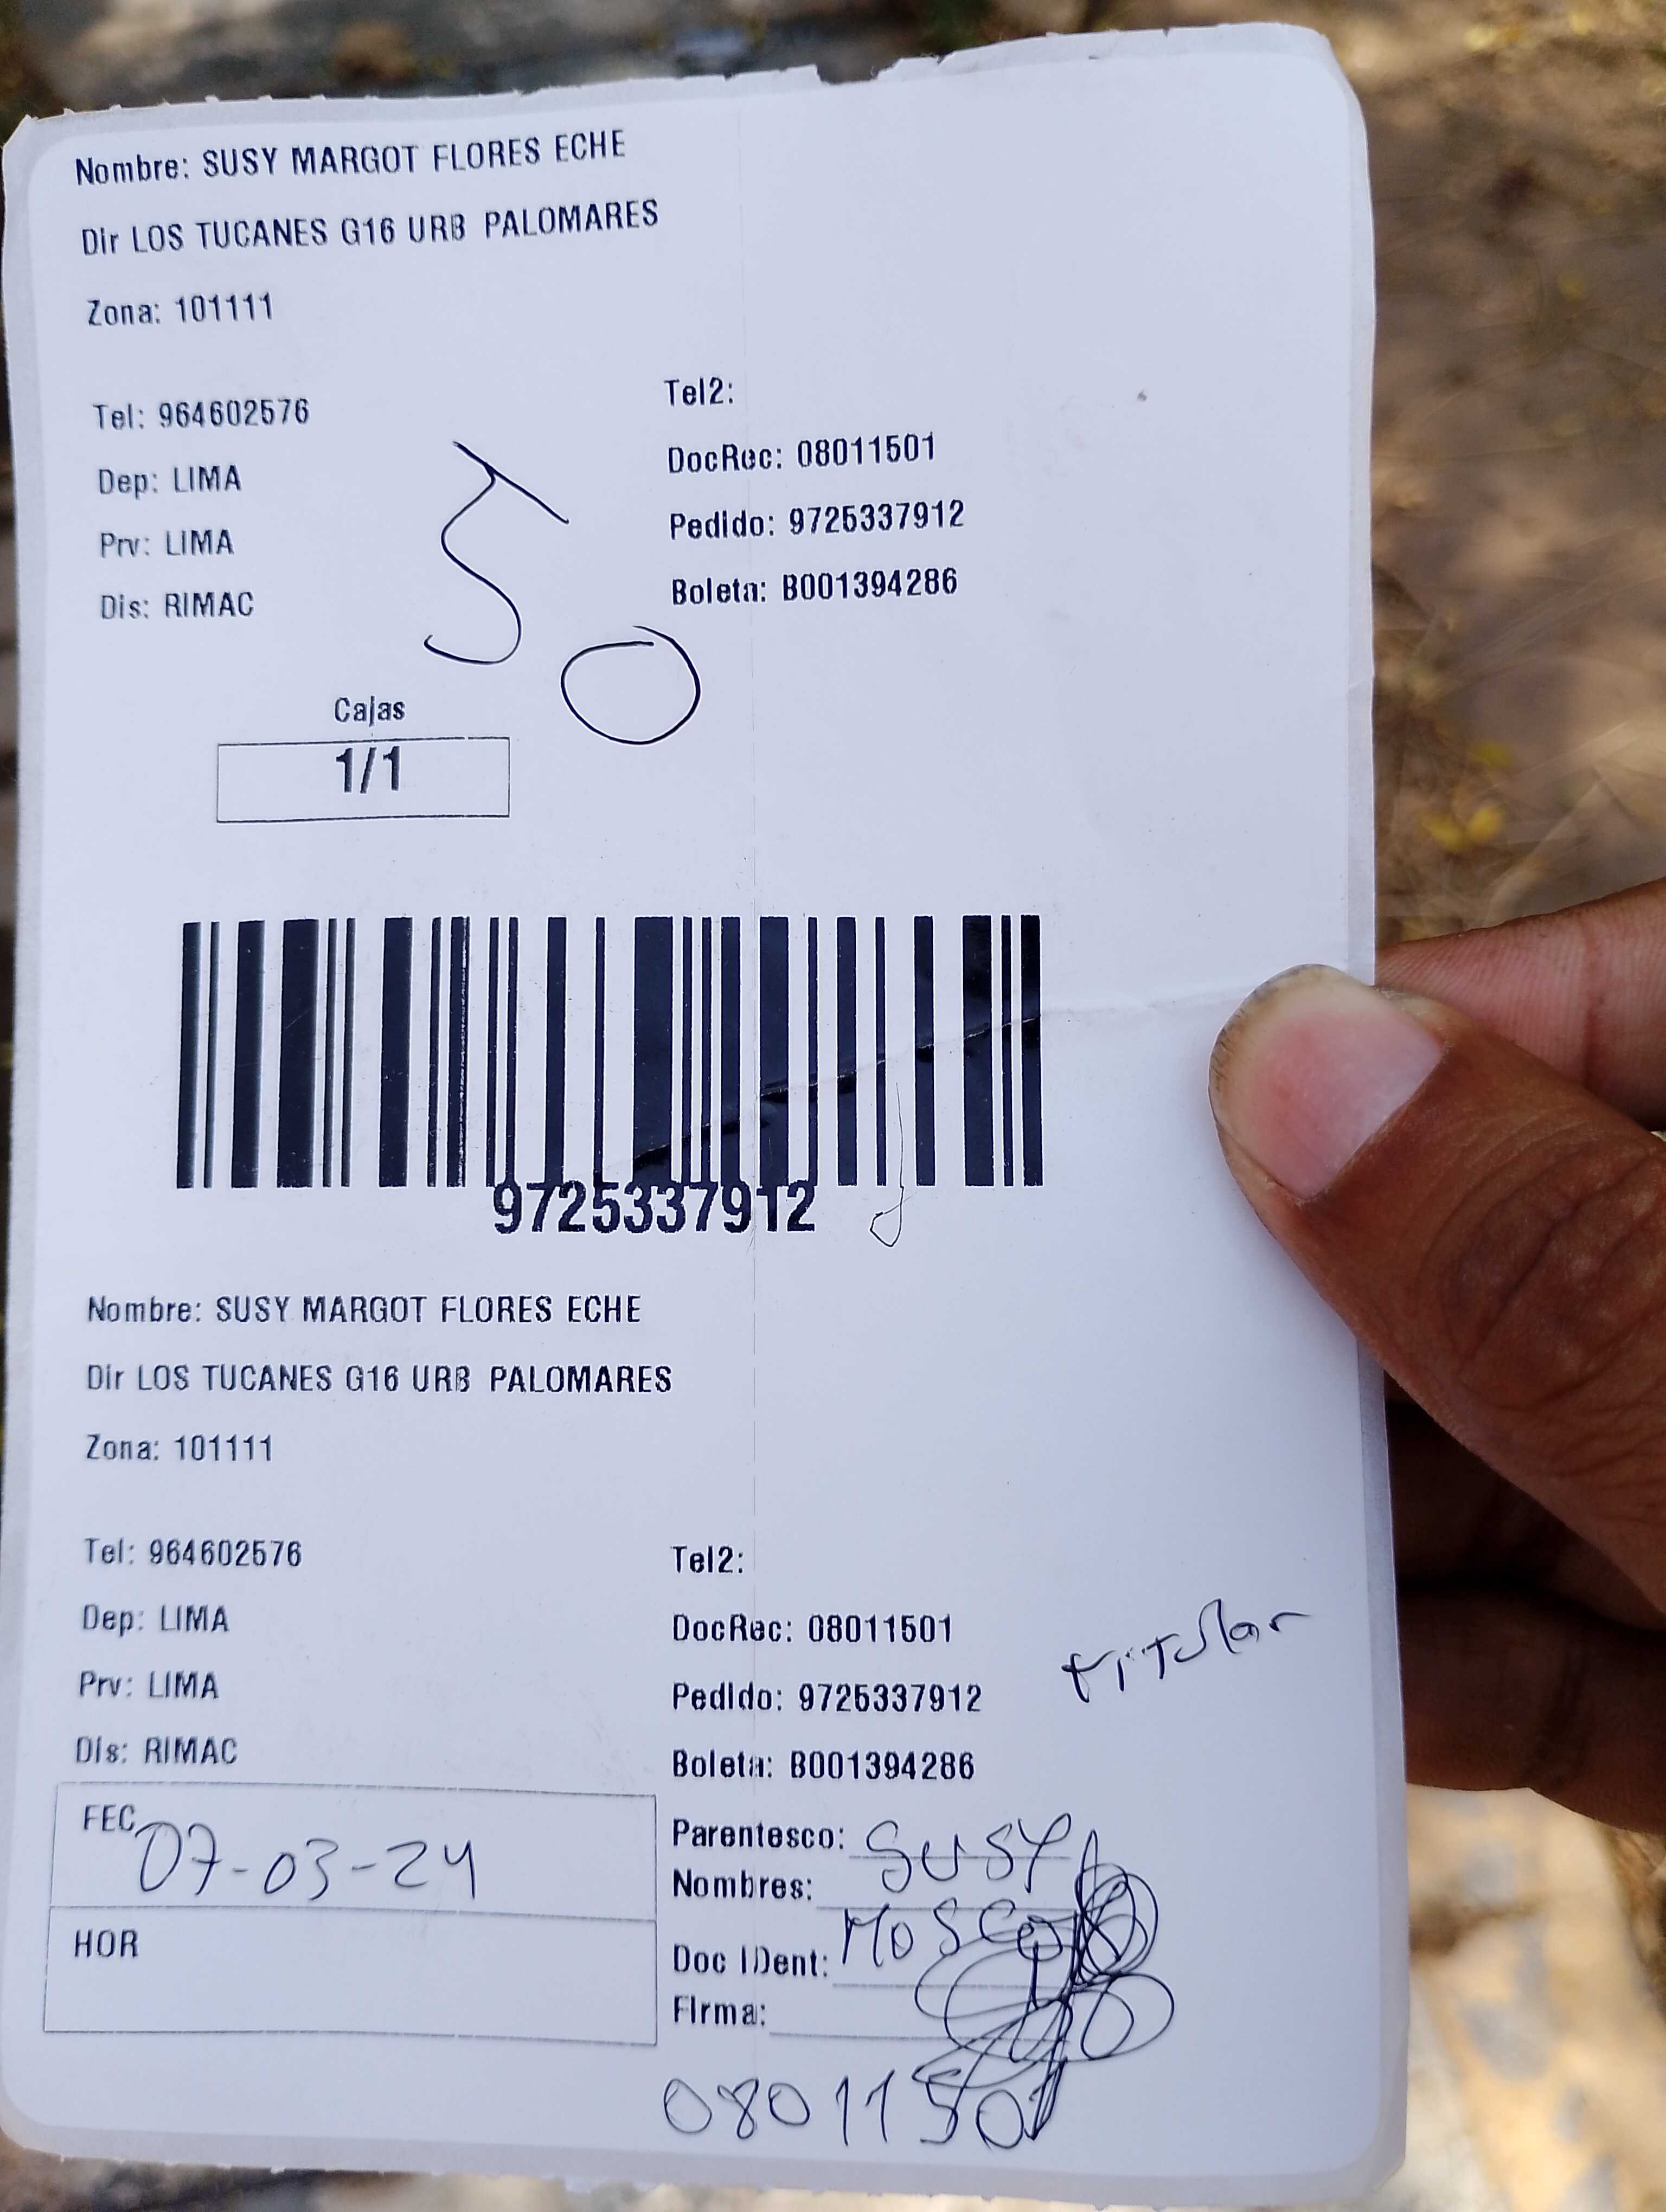 Nombre: SUSY MARGOT FLORES ECHE
Dir LOS TUCANES G16 URB PALOMARES
Zona: 101111
Tel: 964602576
Dep: LIMA
Prv: LIMA
Dis: RIMAC
Tel2:
DocRec: 08011501
Pedido: 9725337912
Boleta: B001394286
50
Cajas
1/1
9725337912
Nombre: SUSY MARGOT FLORES ECHE
Dir LOS TUCANES G16 URB PALOMARES
Zona: 101111
Tel: 964602576
Dep: LIMA
Prv: LIMA
Dis: RIMAC
Tel2:
DocRec: 08011501
Pedido: 9725337912
Boleta: B001394286
titular
FEC 07-03-24
HOR
Parentesco: SUSY
Nombres:
Doc IDent:
Firma:
08011501